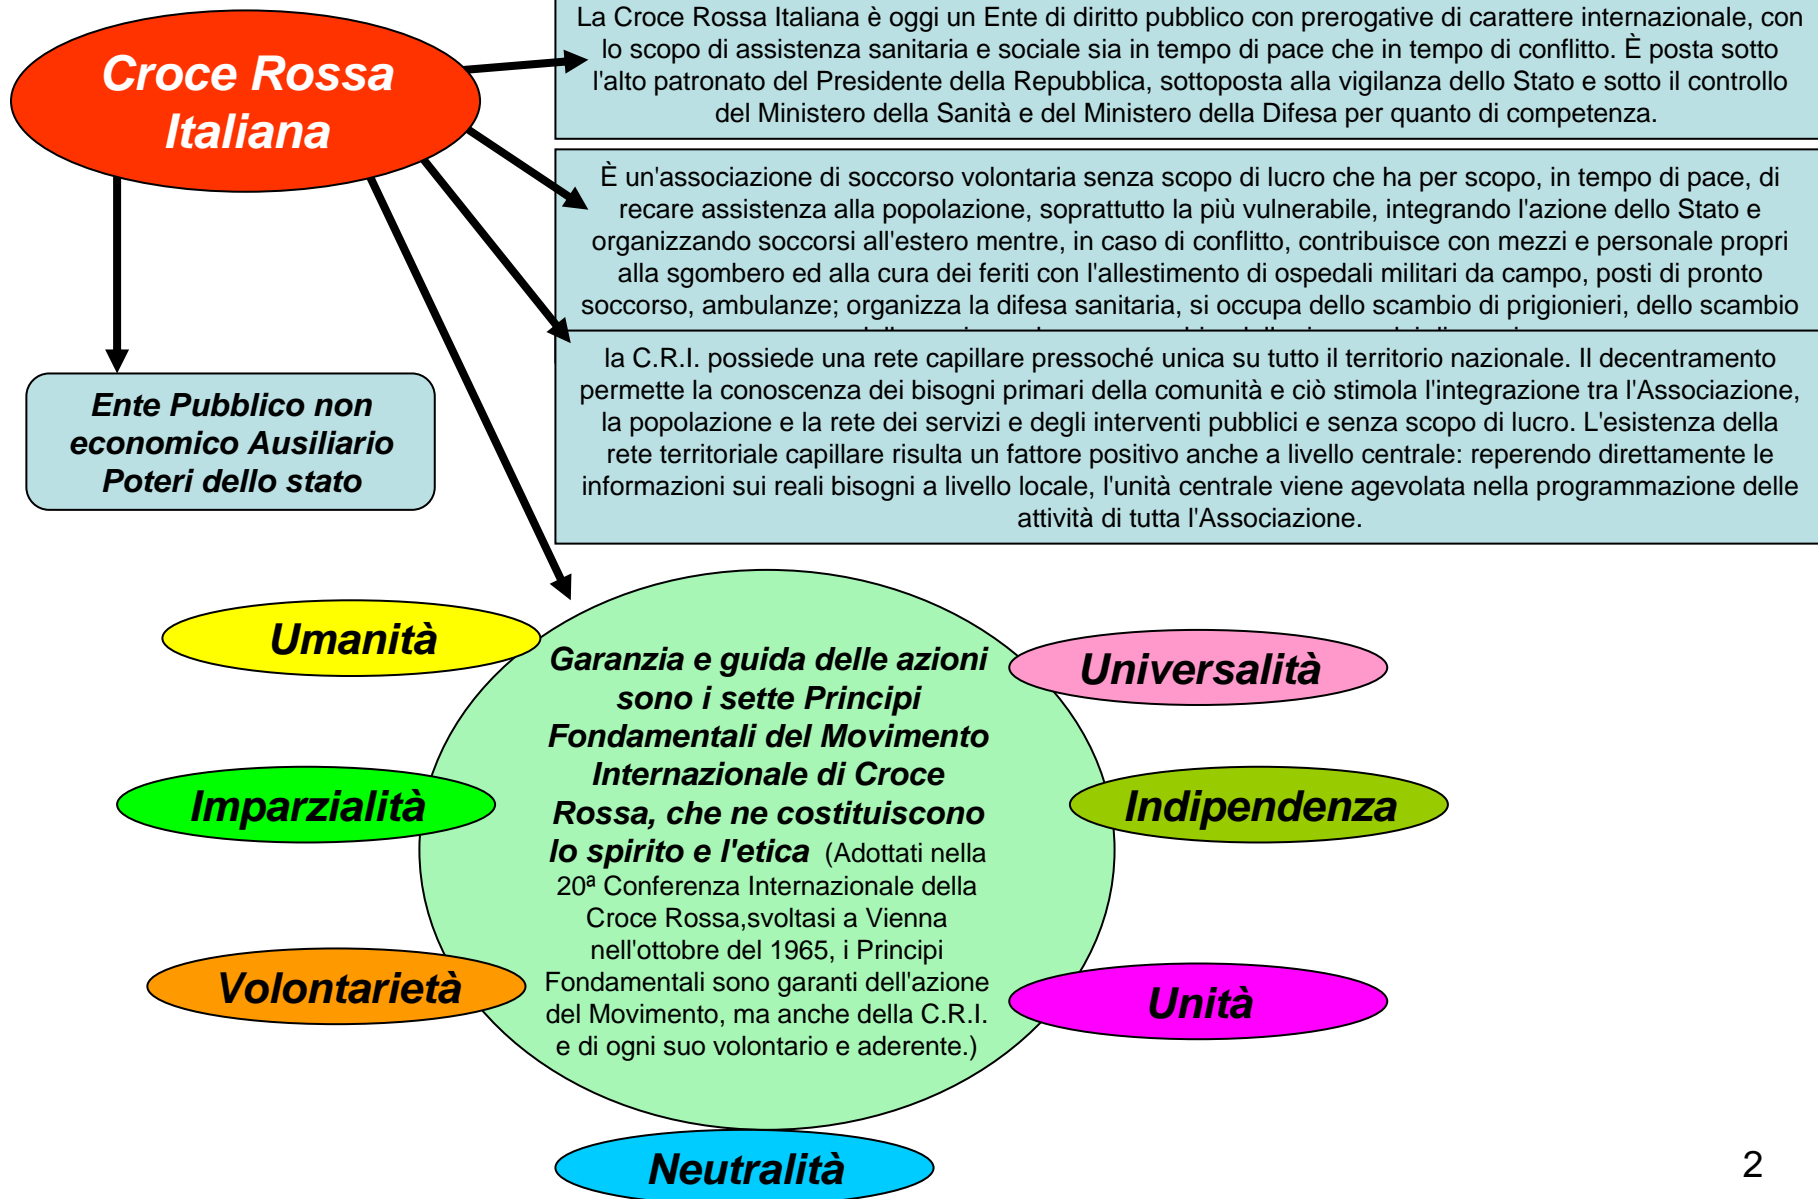 Croce Rossa
Italiana
La Croce Rossa Italiana è oggi un Ente di diritto pubblico con prerogative di carattere internazionale, con
lo scopo di assistenza sanitaria e sociale sia in tempo di pace che in tempo di conflitto. È posta sotto
l'alto patronato del Presidente della Repubblica, sottoposta alla vigilanza dello Stato e sotto il controllo
del Ministero della Sanità e del Ministero della Difesa per quanto di competenza.
È un'associazione di soccorso volontaria senza scopo di lucro che ha per scopo, in tempo di pace, di
recare assistenza alla popolazione, soprattutto la più vulnerabile, integrando l'azione dello Stato e
organizzando soccorsi all'estero mentre, in caso di conflitto, contribuisce con mezzi e personale propri
alla sgombero ed alla cura dei feriti con l'allestimento di ospedali militari da campo, posti di pronto
soccorso, ambulanze; organizza la difesa sanitaria, si occupa dello scambio di prigionieri, dello scambio
la C.R.I. possiede una rete capillare pressoché unica su tutto il territorio nazionale. Il decentramento
permette la conoscenza dei bisogni primari della comunità e ciò stimola l'integrazione tra l'Associazione,
la popolazione e la rete dei servizi e degli interventi pubblici e senza scopo di lucro. L'esistenza della
rete territoriale capillare risulta un fattore positivo anche a livello centrale: reperendo direttamente le
informazioni sui reali bisogni a livello locale, l'unità centrale viene agevolata nella programmazione delle
attività di tutta l'Associazione.
Ente Pubblico non
economico Ausiliario
Poteri dello stato
Umanità
Imparzialità
Volontarietà
Garanzia e guida delle azioni
sono i sette Principi
Fondamentali del Movimento
Internazionale di Croce
Rossa, che ne costituiscono
lo spirito e l'etica (Adottati nella
20ª Conferenza Internazionale della
Croce Rossa,svoltasi a Vienna
nell'ottobre del 1965, i Principi
Fondamentali sono garanti dell'azione
del Movimento, ma anche della C.R.I.
e di ogni suo volontario e aderente.)
Universalità
Indipendenza
Unità
Neutralità
2